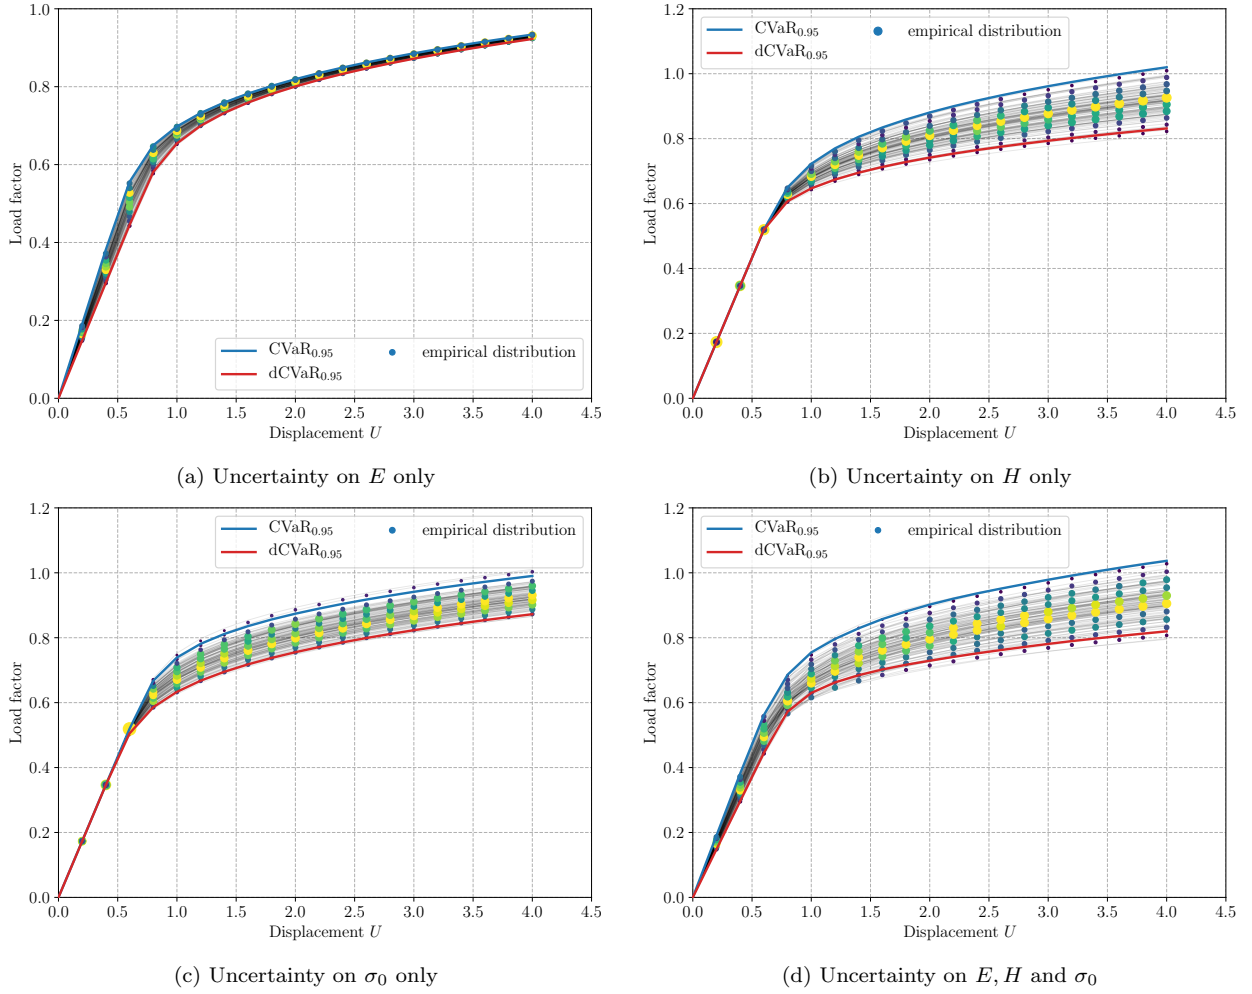 1.0
0.8
0.6
0.4
0.2
0.0
Load factor
CVaR0.95
dCVaR0.95
empirical distribution
0.0 0.5 1.0 1.5 2.0 2.5 3.0 3.5 4.0 4.5
Displacement U
(a) Uncertainty on E only
1.2
1.0
0.8
0.6
0.4
0.2
0.0
Load factor
CVaR0.95
dCVaR0.95
empirical distribution
0.0 0.5 1.0 1.5 2.0 2.5 3.0 3.5 4.0 4.5
Displacement U
(b) Uncertainty on H only
1.2
1.0
0.8
0.6
0.4
0.2
0.0
Load factor
CVaR0.95
dCVaR0.95
empirical distribution
0.0 0.5 1.0 1.5 2.0 2.5 3.0 3.5 4.0 4.5
Displacement U
(c) Uncertainty on σ0 only
1.2
1.0
0.8
0.6
0.4
0.2
0.0
Load factor
CVaR0.95
dCVaR0.95
empirical distribution
0.0 0.5 1.0 1.5 2.0 2.5 3.0 3.5 4.0 4.5
Displacement U
(d) Uncertainty on E, H and σ0